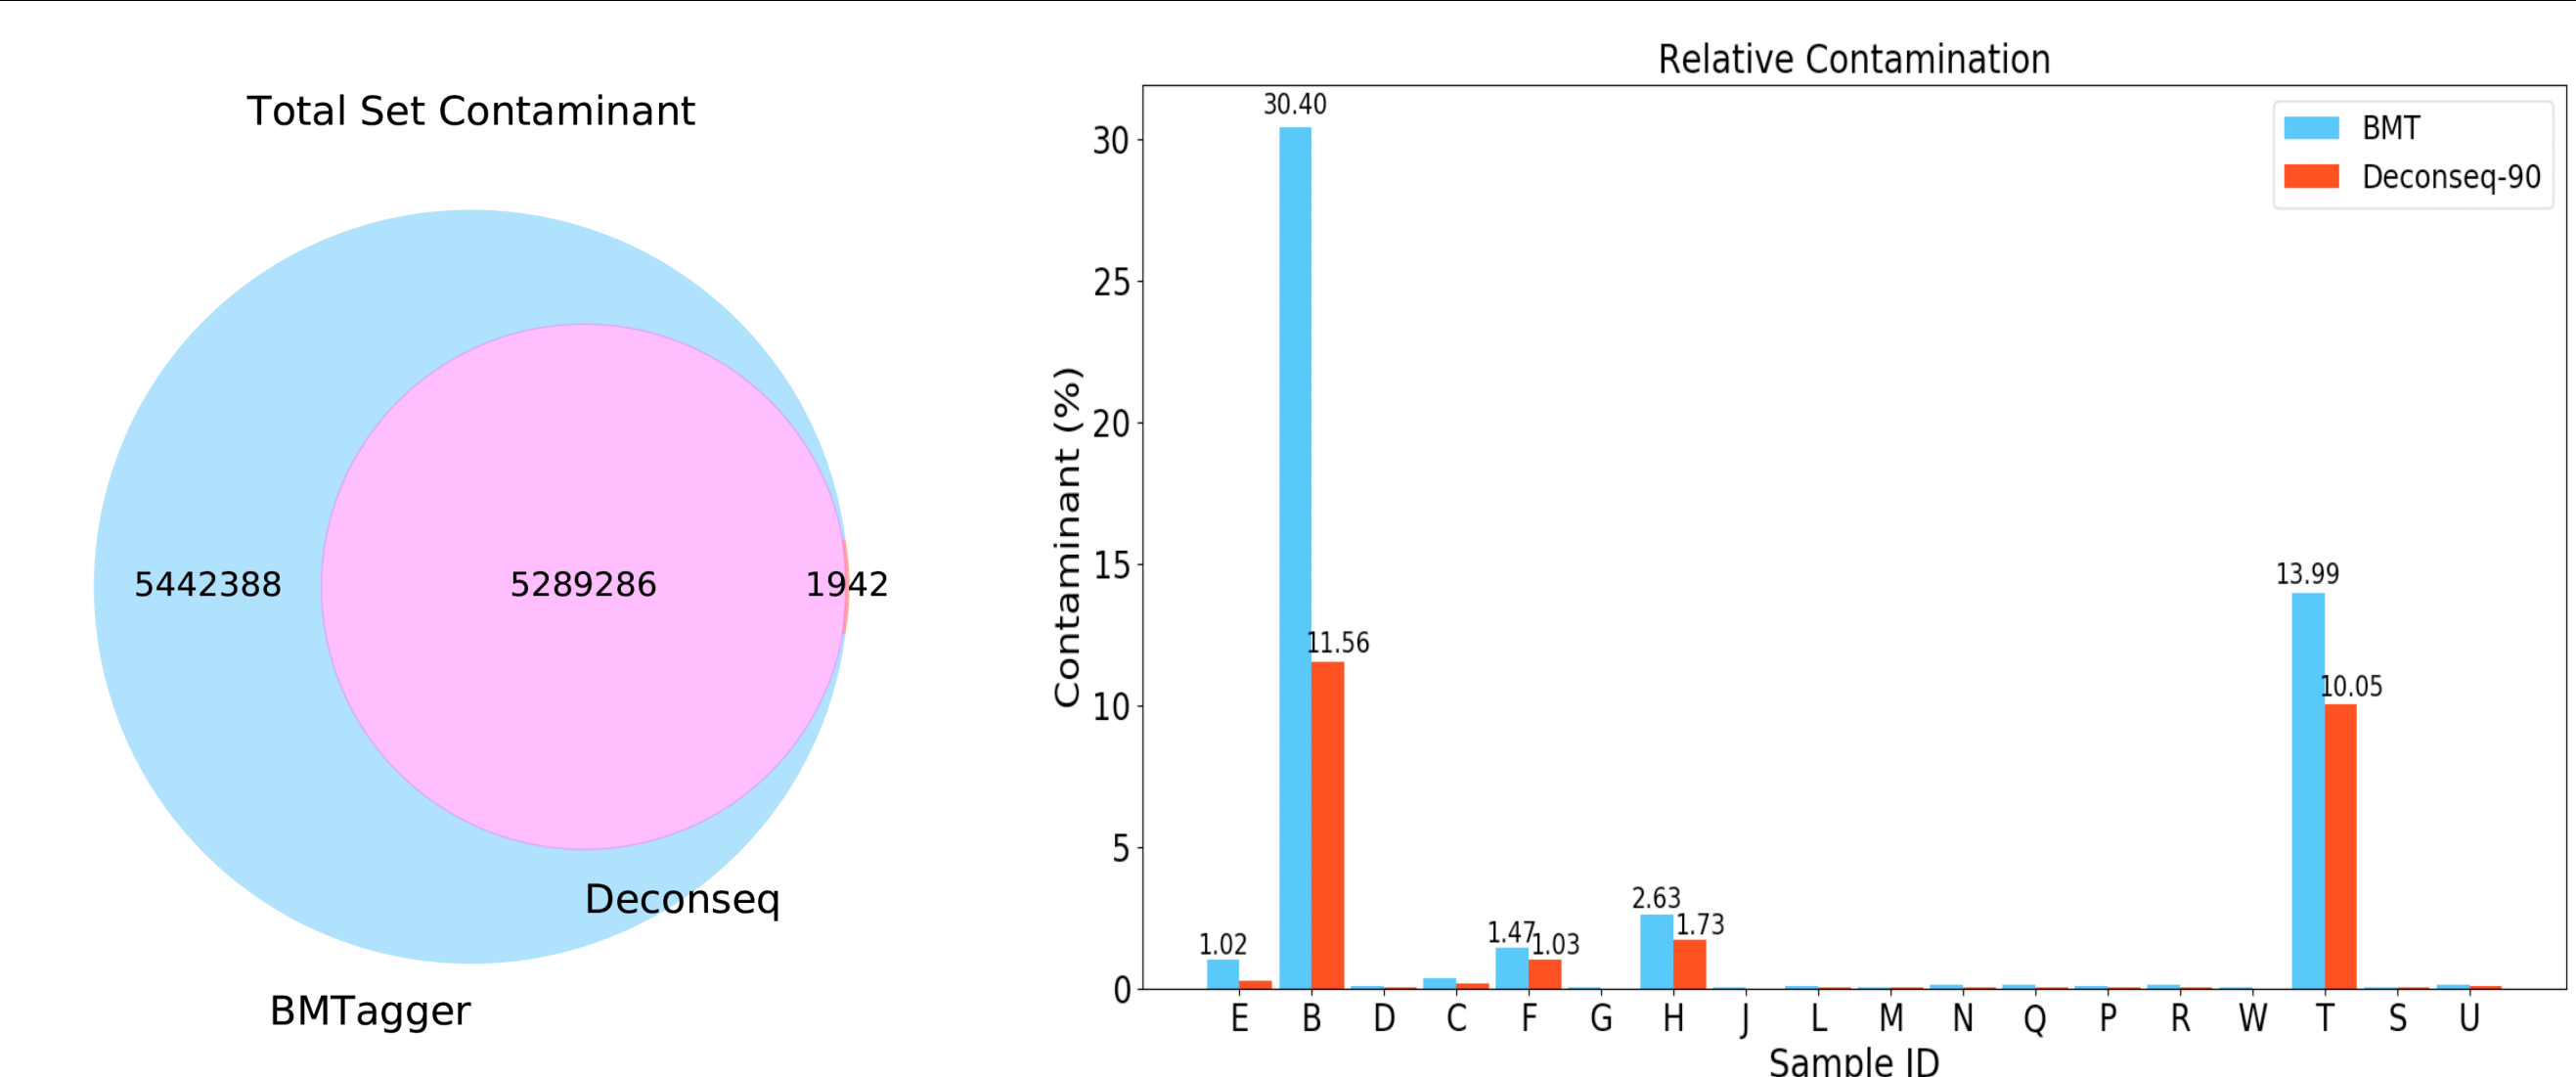 Total Set Contaminant
5442388
5289286
1942
Deconseq
BMTagger
Relative Contamination
30.40
BMT
Deconseq-90
30
25
20
15
10
5
0
Contaminant (%)
1.02
11.56
1.47
1.03
2.63
1.73
13.99
10.05
E B D C F G H J L M N Q P R W T S U
Sample ID